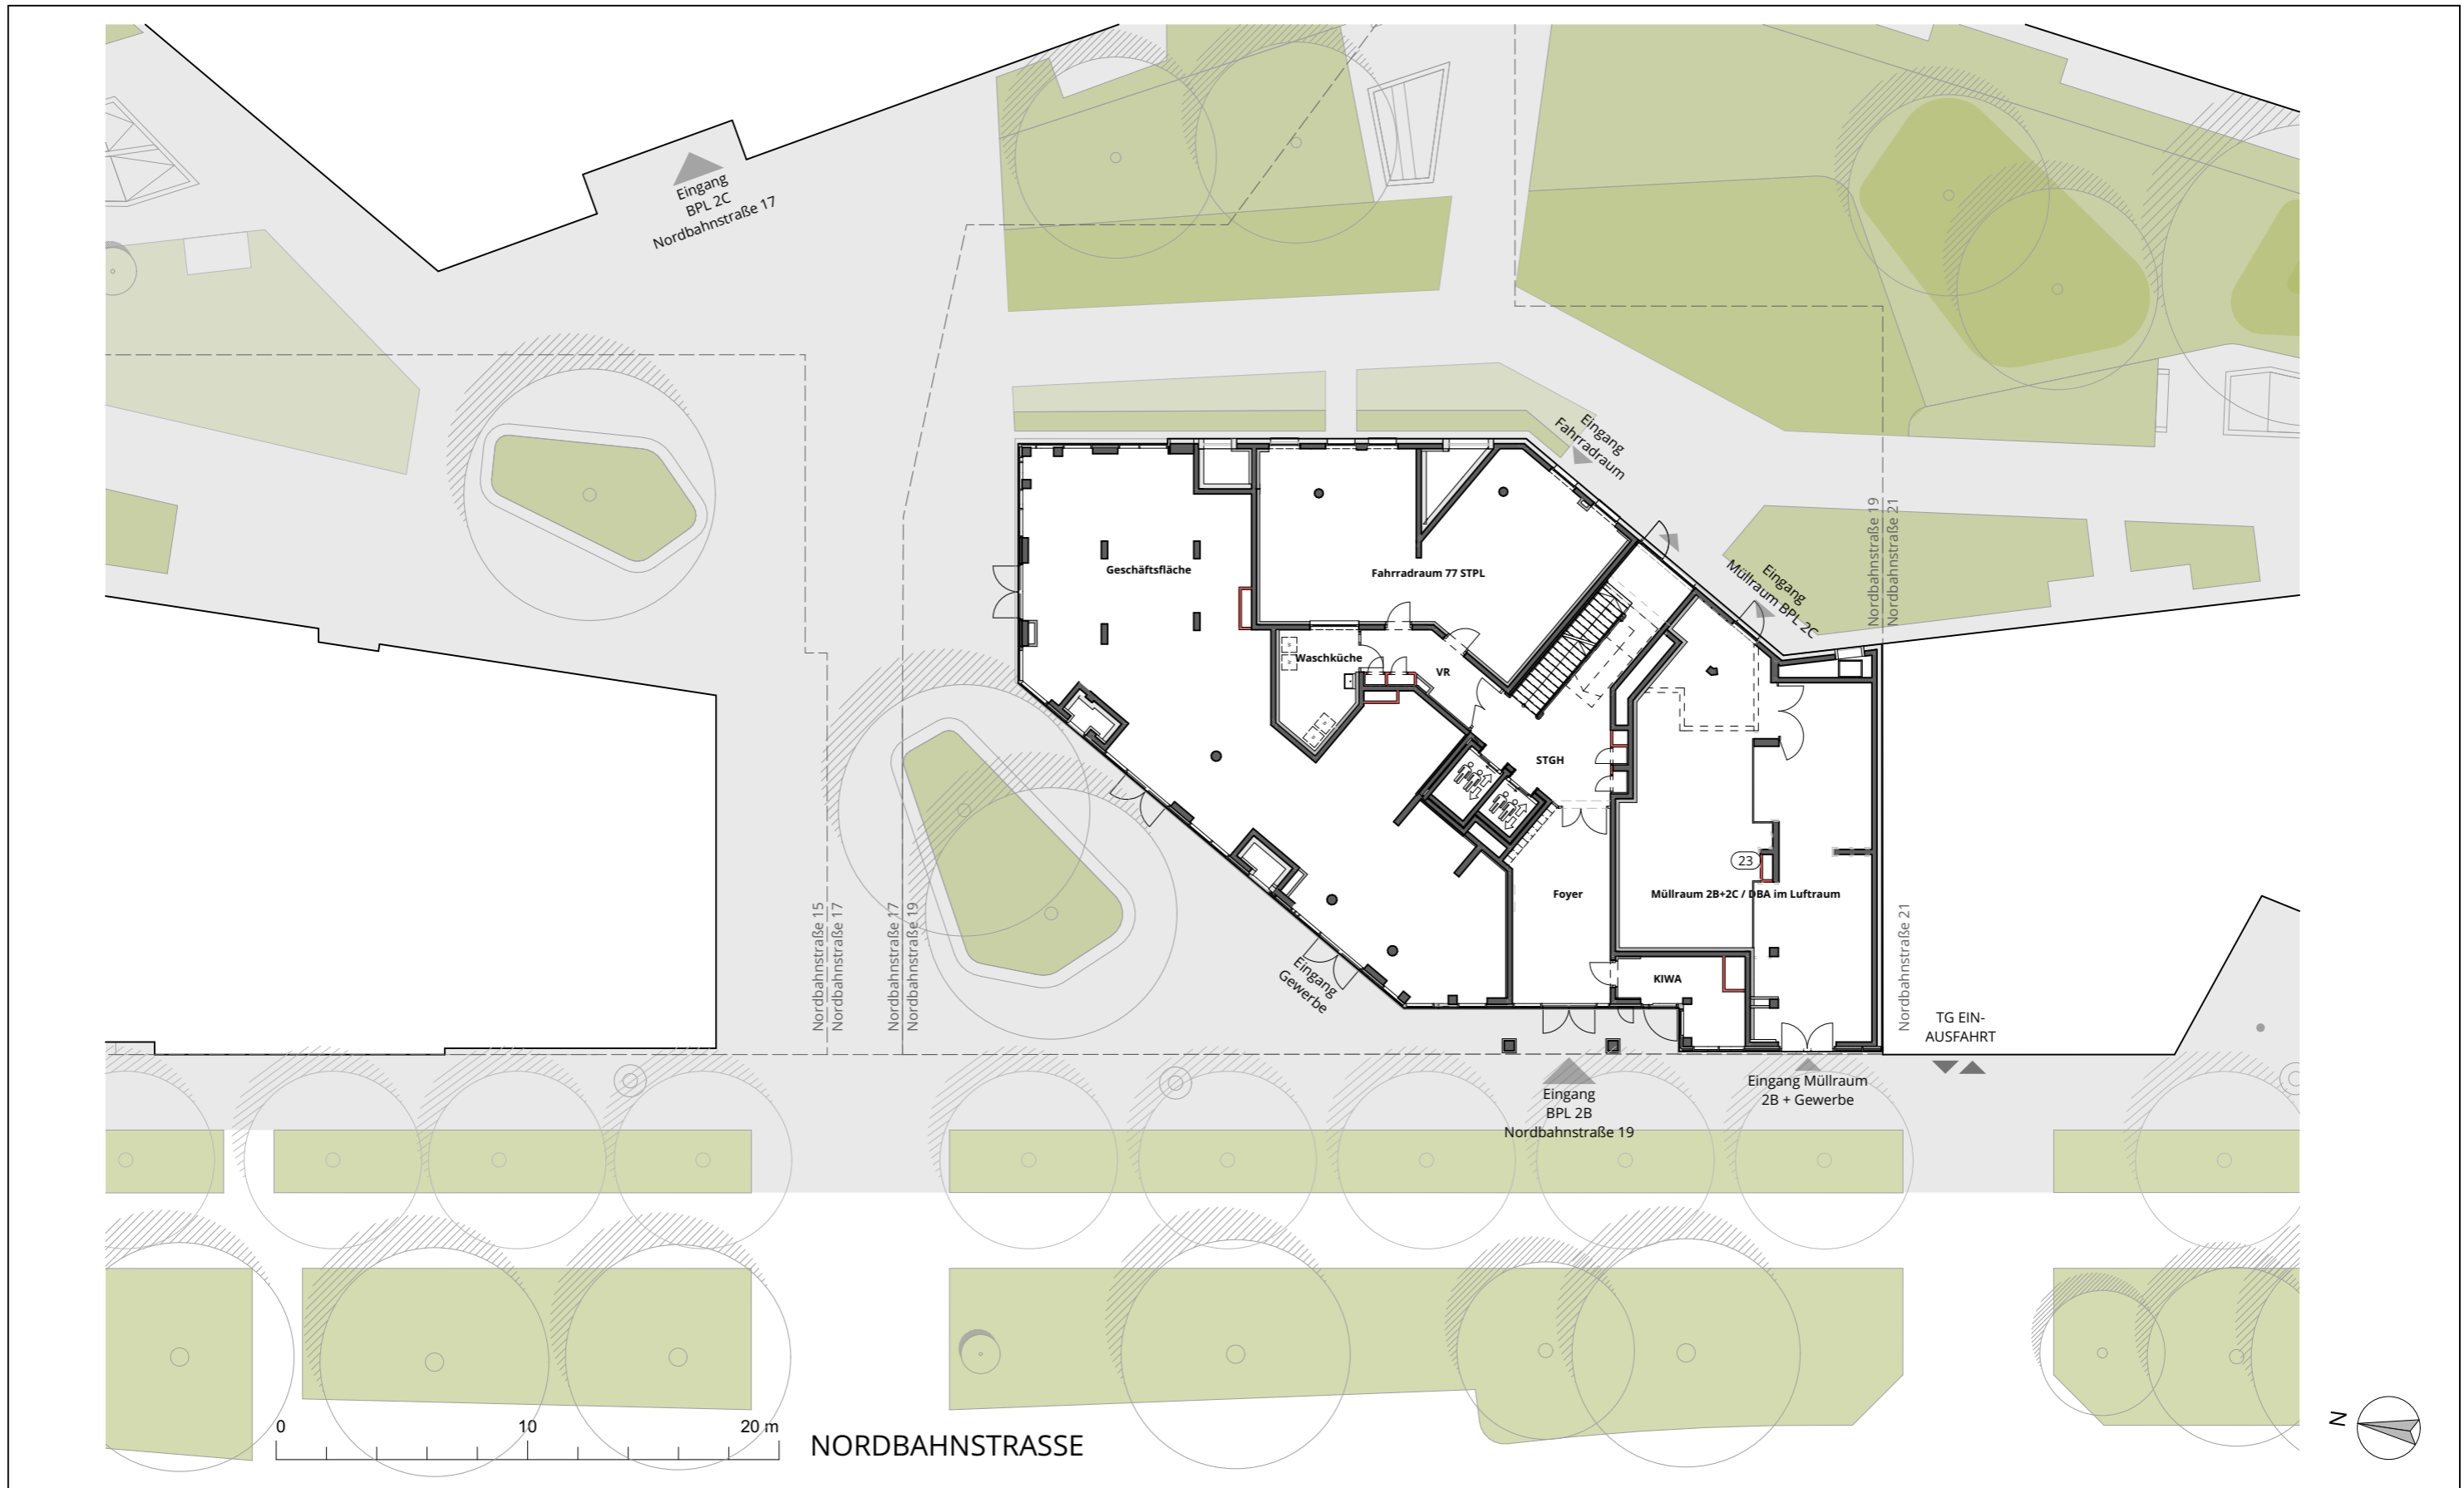 Eingang
BPL 2C
Nordbahnstraße 17
Eingang
Fahrradraum
Eingang
Müllraum BPL 2C
Nordbahnstraße 19
Nordbahnstraße 21
Geschäftsfläche
Fahrradraum 77 STPL
Waschküche
VR
STGH
23
Foyer
Müllraum 2B+2C / DBA im Luftraum
KIWA
Nordbahnstraße 15
Nordbahnstraße 17
Nordbahnstraße 17
Nordbahnstraße 19
Nordbahnstraße 21
Eingang
Gewerbe
TG EIN-
AUSFAHRT
Eingang
BPL 2B
Nordbahnstraße 19
Eingang Müllraum
2B + Gewerbe
0 10 20 m
NORDBAHNSTRASSE
N